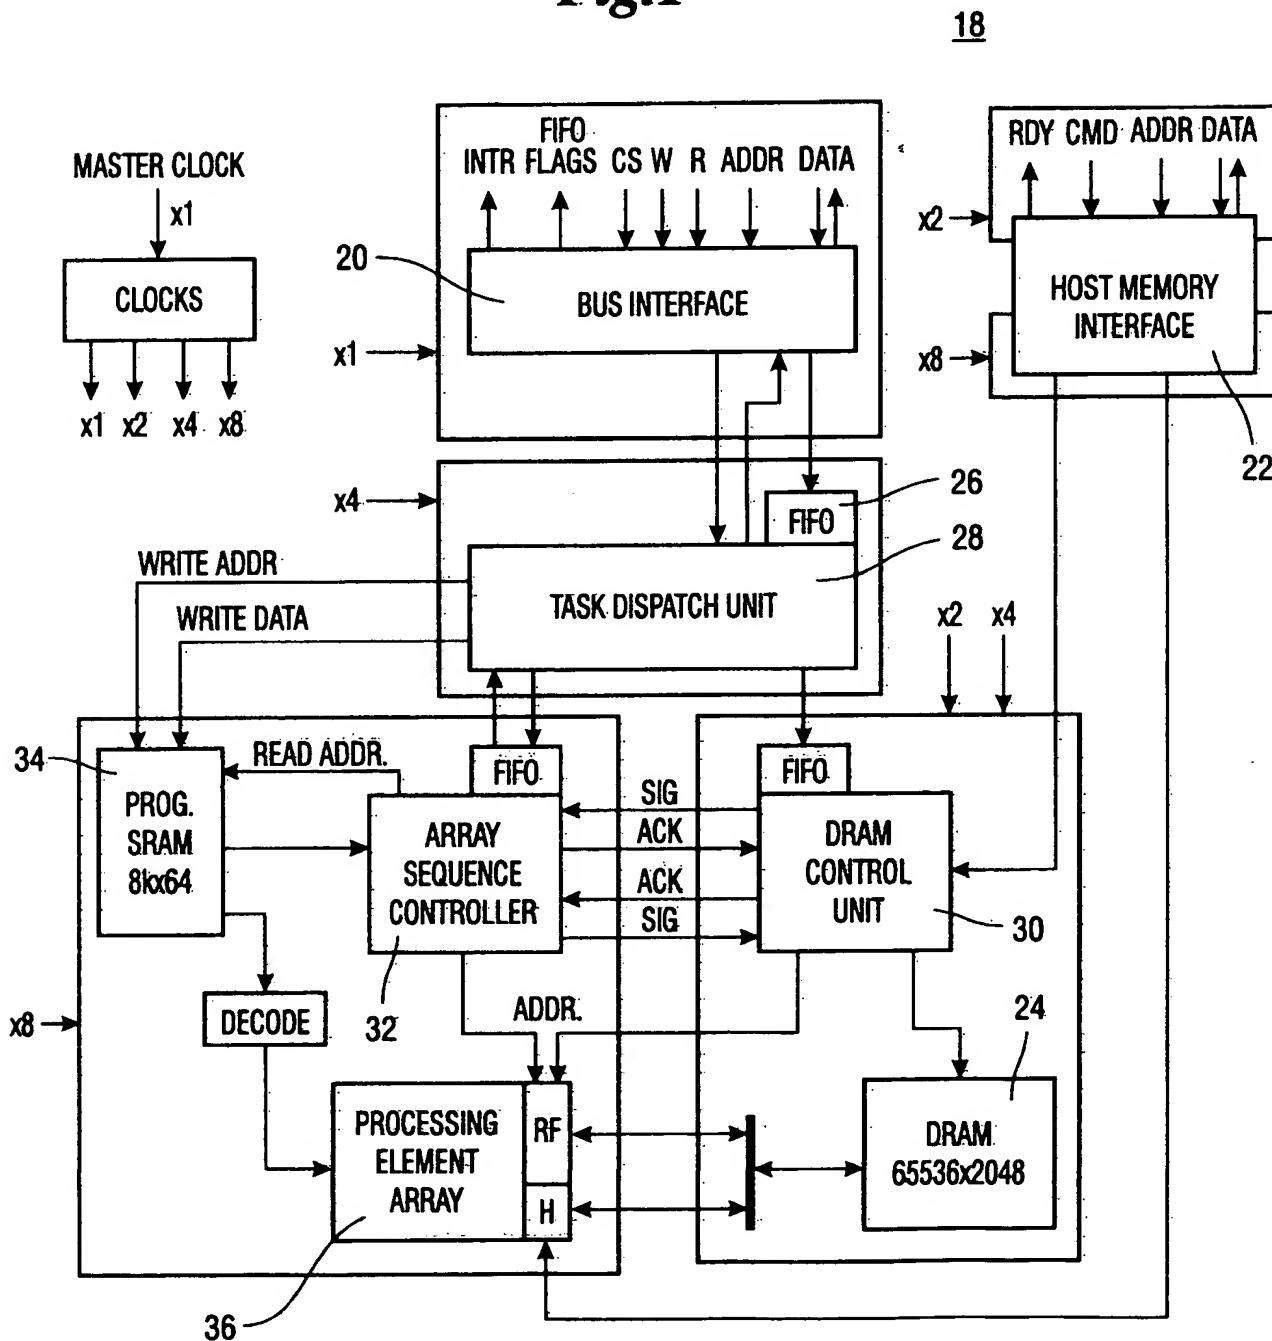 Fig.1
18
MASTER CLOCK
x1
CLOCKS
x1 x2 x4 x8
FIFO
INTR FLAGS CS W R ADDR DATA
20
BUS INTERFACE
x1
RDY CMD ADDR DATA
x2
HOST MEMORY
INTERFACE
x8
22
x4
26
FIFO
28
TASK DISPATCH UNIT
WRITE ADDR
WRITE DATA
x2 x4
34
PROG.
SRAM
8kx64
READ ADDR.
FIFO
ARRAY
SEQUENCE
CONTROLLER
32
SIG
ACK
ACK
SIG
FIFO
DRAM
CONTROL
UNIT
30
x8
DECODE
ADDR.
24
PROCESSING
ELEMENT
ARRAY
RF
H
DRAM
65536x2048
36